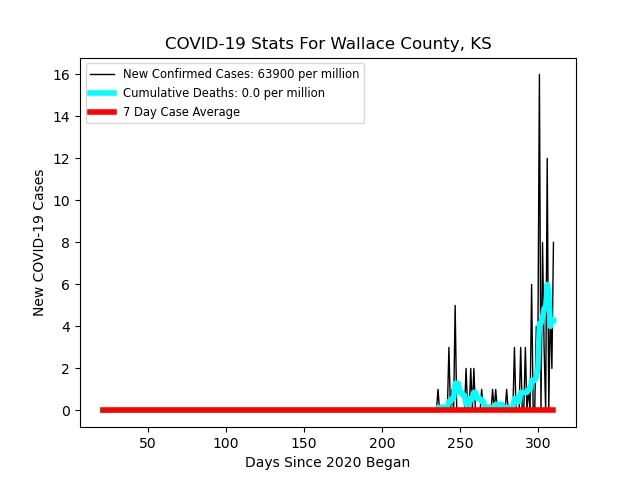 COVID-19 Stats For Wallace County, KS
New Confirmed Cases: 63900 per million
Cumulative Deaths: 0.0 per million
7 Day Case Average
New COVID-19 Cases
16
14
12
10
8
6
4
2
0
50 100 150 200 250 300
Days Since 2020 Began